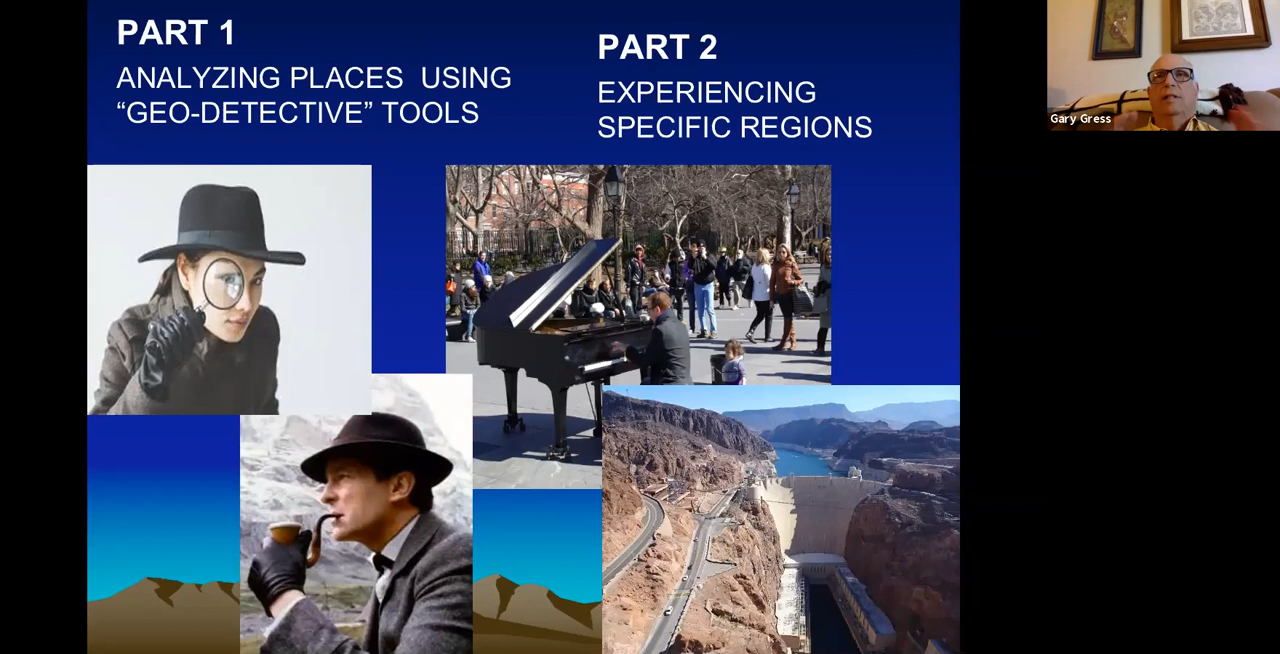 PART 1
ANALYZING PLACES  USING
“GEO-DETECTIVE” TOOLS
PART 2
EXPERIENCING
SPECIFIC REGIONS
Gary Gress